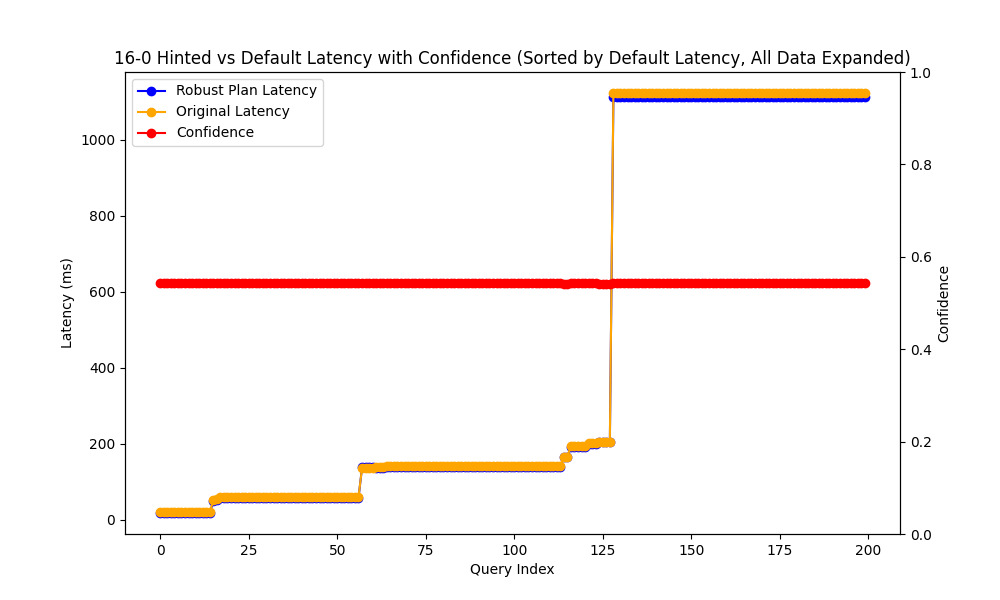 16-0 Hinted vs Default Latency with Confidence (Sorted by Default Latency, All Data Expanded)
Robust Plan Latency
Original Latency
Confidence
Latency (ms)
1000
800
600
400
200
0
0 25 50 75 100 125 150 175 200
Query Index
1.0
0.8
0.6
0.4
0.2
0.0
Confidence